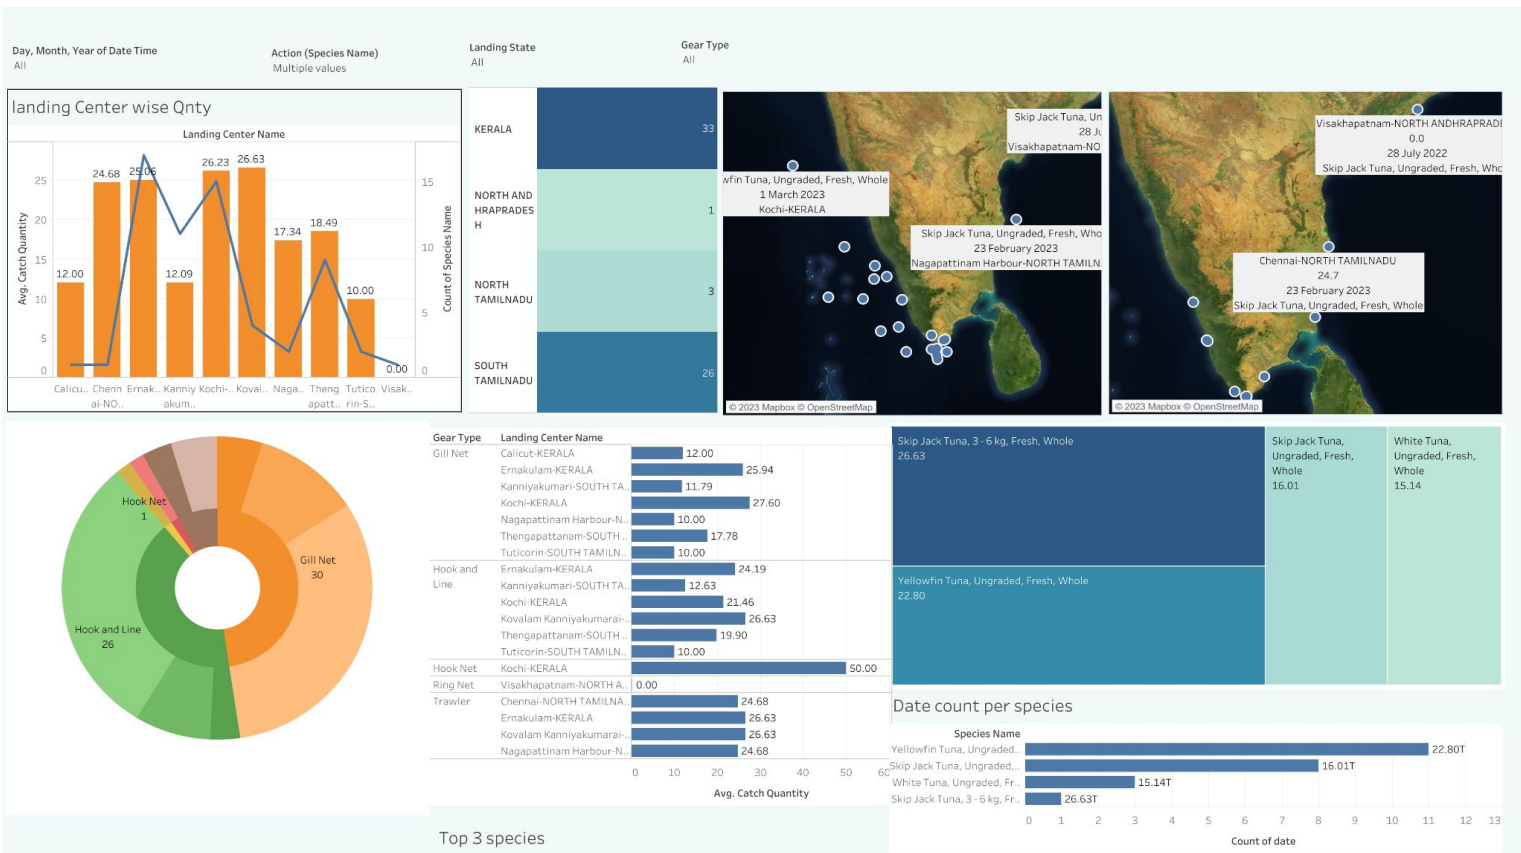 Day, Month, Year of Date Time
All
Action (Species Name)
Multiple values
Landing State
All
Gear Type
All
landing Center wise Qnty
Landing Center Name
25
20
15
10
5
0
Avg. Catch Quantity
12.00
24.68
25.06
12.09
26.23
26.63
17.34
18.49
10.00
0.00
15
10
5
0
Count of Species Name
Calicu..
Chenn
ai-NO..
Ernak..
Kanniy
akum..
Kochi-..
Koval..
Naga..
Theng
apatt..
Tutico
rin-S..
Visak..
KERALA
33
NORTH AND
HRAPRADES
H
1
NORTH
TAMILNADU
3
SOUTH
TAMILNADU
26
Skip Jack Tuna, Un
28 Ju
Visakhapatnam-NO
wfin Tuna, Ungraded, Fresh, Whole
1 March 2023
Kochi-KERALA
Skip Jack Tuna, Ungraded, Fresh, Who
23 February 2023
Nagapattinam Harbour-NORTH TAMILN
© 2023 Mapbox © OpenStreetMap
Visakhapatnam-NORTH ANDHRAPRADE
0.0
28 July 2022
Skip Jack Tuna, Ungraded, Fresh, Who
Chennai-NORTH TAMILNADU
24.7
23 February 2023
Skip Jack Tuna, Ungraded, Fresh, Whole
© 2023 Mapbox © OpenStreetMap
Hook Net
1
Gill Net
30
Hook and Line
26
Gear Type Landing Center Name
Gill Net Calicut-KERALA 12.00
Ernakulam-KERALA 25.94
Kanniyakumari-SOUTH TA.. 11.79
Kochi-KERALA 27.60
Nagapattinam Harbour-N.. 10.00
Thengapattanam-SOUTH .. 17.78
Tuticorin-SOUTH TAMILN.. 10.00
Hook and
Line
Ernakulam-KERALA 24.19
Kanniyakumari-SOUTH TA.. 12.63
Kochi-KERALA 21.46
Kovalam Kanniyakumarai-.. 26.63
Thengapattanam-SOUTH .. 19.90
Tuticorin-SOUTH TAMILN.. 10.00
Hook Net Kochi-KERALA 50.00
Ring Net Visakhapatnam-NORTH A.. 0.00
Trawler Chennai-NORTH TAMILNA.. 24.68
Ernakulam-KERALA 26.63
Kovalam Kanniyakumarai-.. 26.63
Nagapattinam Harbour-N.. 24.68
0 10 20 30 40 50 60
Avg. Catch Quantity
Top 3 species
Skip Jack Tuna, 3 - 6 kg, Fresh, Whole
26.63
Yellowfin Tuna, Ungraded, Fresh, Whole
22.80
Skip Jack Tuna,
Ungraded, Fresh,
Whole
16.01
White Tuna,
Ungraded, Fresh,
Whole
15.14
Date count per species
Species Name
Yellowfin Tuna, Ungraded.. 22.80T
Skip Jack Tuna, Ungraded,.. 16.01T
White Tuna, Ungraded, Fr.. 15.14T
Skip Jack Tuna, 3 - 6 kg, Fr.. 26.63T
0 1 2 3 4 5 6 7 8 9 10 11 12 13
Count of date